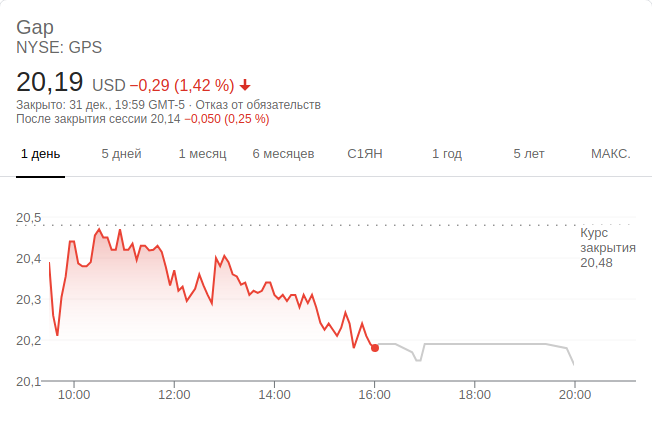 Gap
NYSE: GPS
20,19 USD −0,29 (1,42 %)
Закрыто: 31 дек., 19:59 GMT-5 · Отказ от обязательств
После закрытия сессии 20,14 −0,050 (0,25 %)
1 день 5 дней 1 месяц 6 месяцев С1ЯН 1 год 5 лет МАКС.
20,5
Курс
закрытия
20,48
20,4
20,3
20,2
20,1
10:00 12:00 14:00 16:00 18:00 20:00